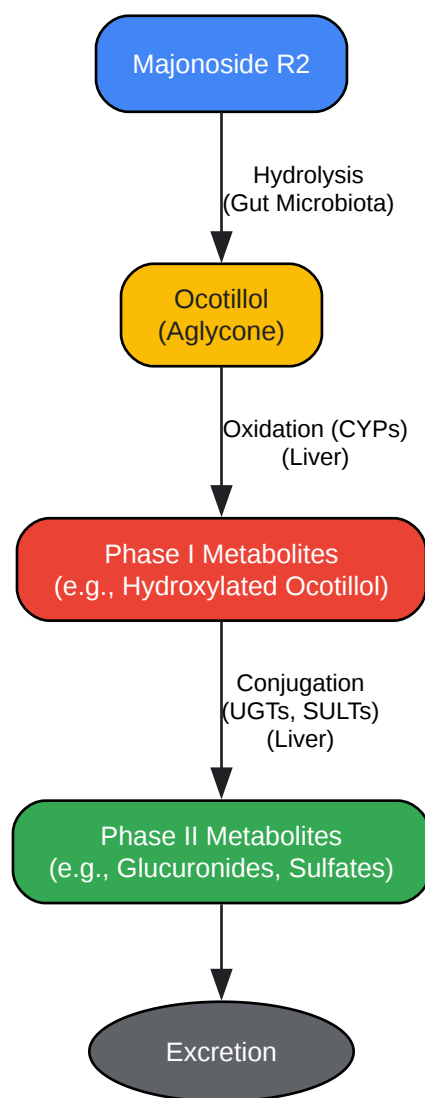 Majonoside R2
Hydrolysis
(Gut Microbiota)
Ocotillol
(Aglycone)
Oxidation (CYPs)
(Liver)
Phase I Metabolites
(e.g., Hydroxylated Ocotillol)
Conjugation
(UGTs, SULTs)
(Liver)
Phase II Metabolites
(e.g., Glucuronides, Sulfates)
Excretion